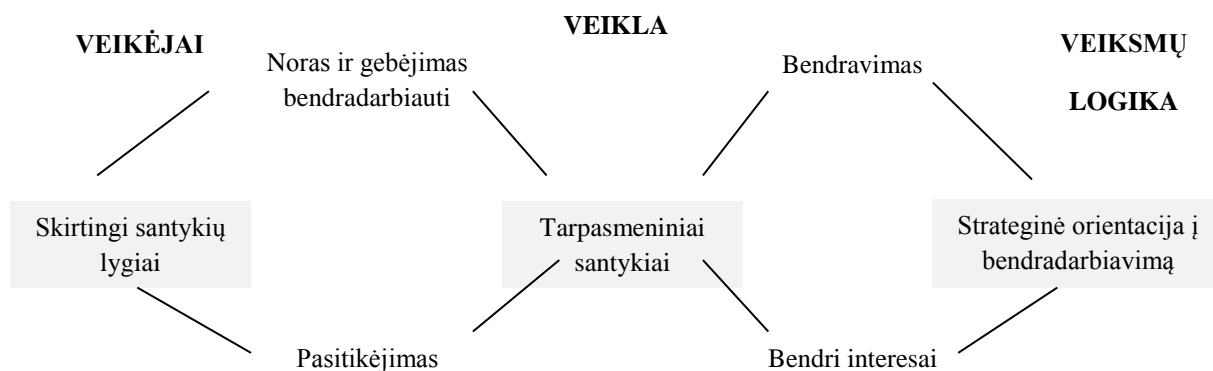 VEIKĖJAI
VEIKLA
VEIKSMŲ
LOGIKA
Noras ir gebėjimas
bendradarbiauti
Bendravimas
Skirtingi santykių
lygiai
Tarpasmeniniai
santykiai
Strateginė orientacija į
bendradarbiavimą
Pasitikėjimas
Bendri interesai